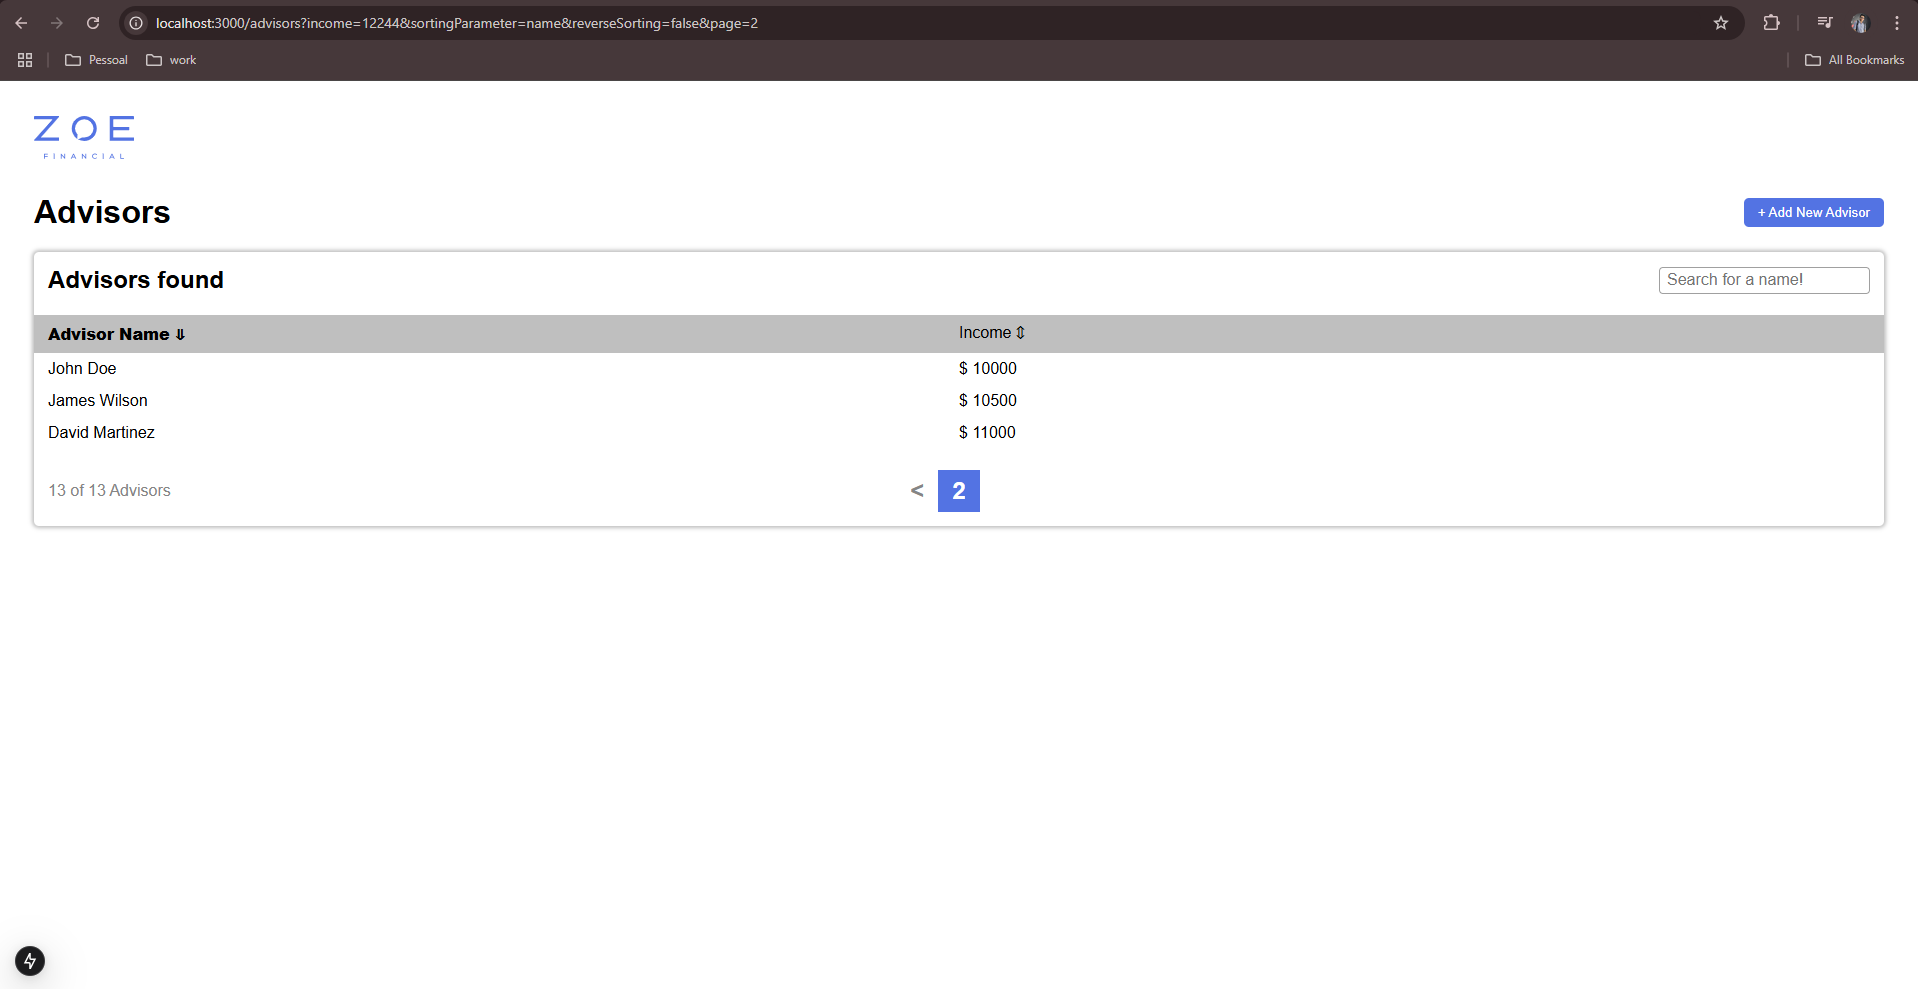 localhost:3000/advisors?income=12244&sortingParameter=name&reverseSorting=false&page=2
Pessoal
work
All Bookmarks
ZOE
FINANCIAL
Advisors
+ Add New Advisor
Advisors found
Search for a name!
Advisor Name ⇓
Income ⇕
John Doe
$ 10000
James Wilson
$ 10500
David Martinez
$ 11000
13 of 13 Advisors
<
2